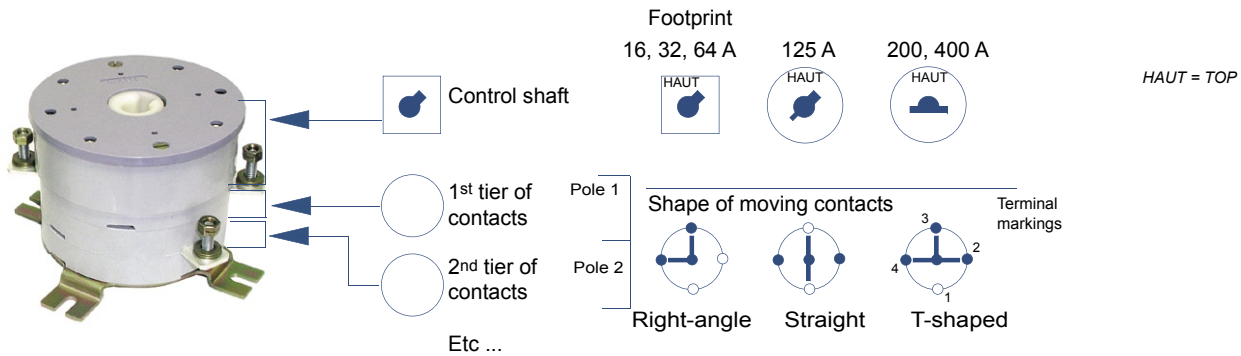 Footprint
16, 32, 64 A
125 A
200, 400 A
HAUT
HAUT
HAUT
HAUT = TOP
Control shaft
1st tier of
contacts
Pole 1
Shape of moving contacts
Terminal
markings
3
2
4
1
2nd tier of
contacts
Pole 2
Right-angle
Straight
T-shaped
Etc ...